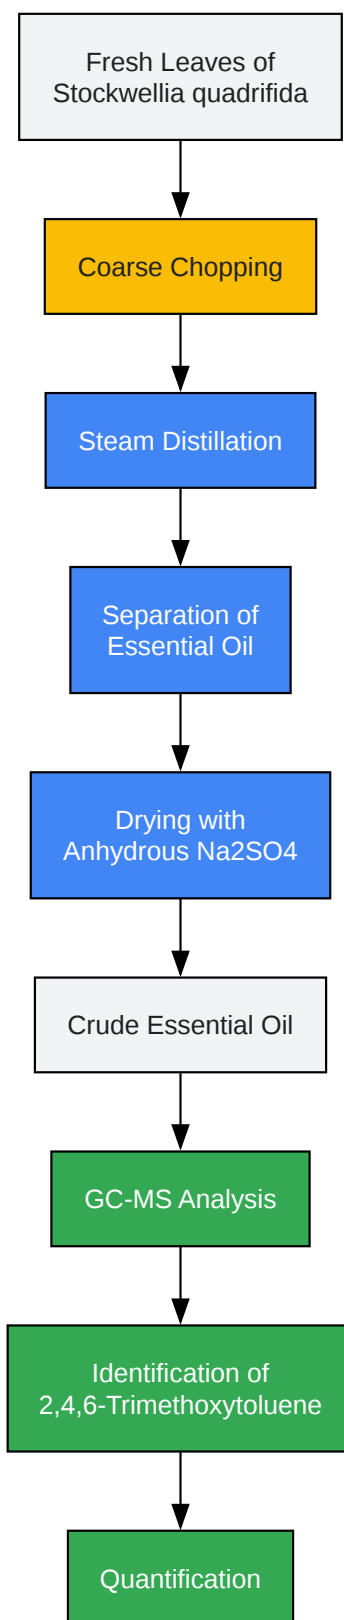 Fresh Leaves of
Stockwellia quadrifida
Coarse Chopping
Steam Distillation
Separation of
Essential Oil
Drying with
Anhydrous Na2SO4
Crude Essential Oil
GC-MS Analysis
Identification of
2,4,6-Trimethoxytoluene
Quantification